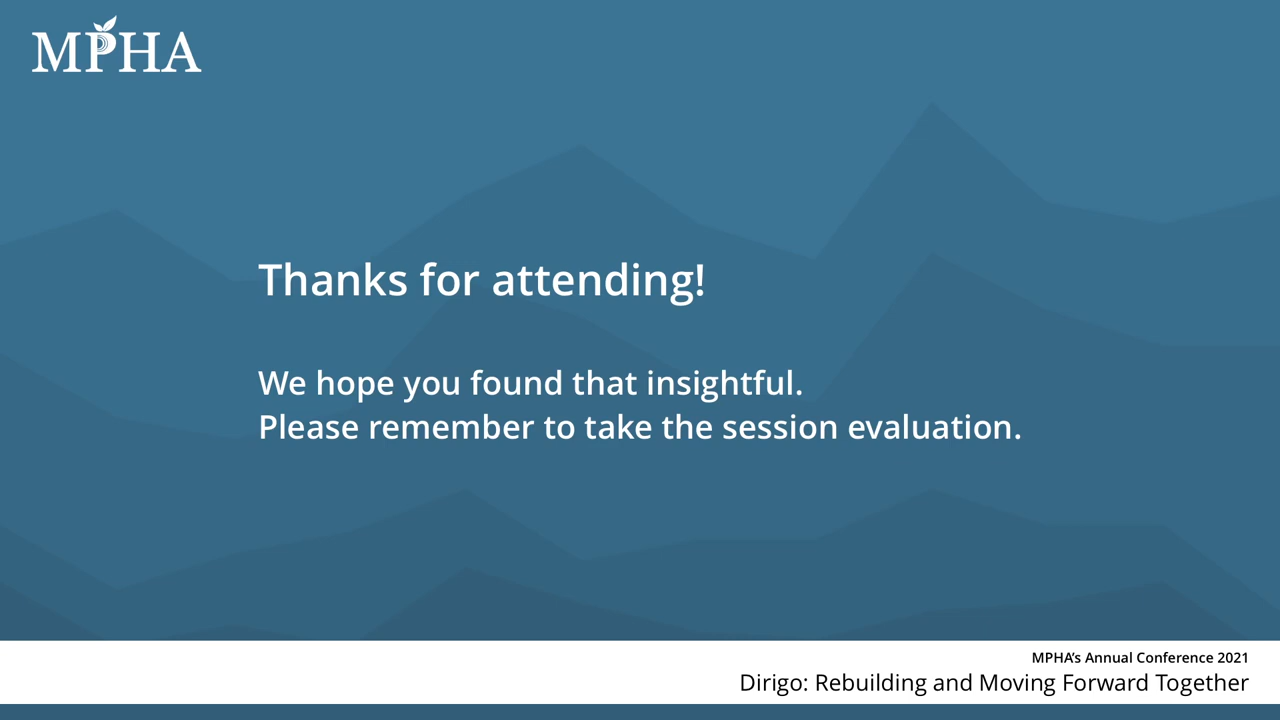 MPHA
Thanks for attending!
We hope you found that insightful.
Please remember to take the session evaluation.
MPHA’s Annual Conference 2021
Dirigo: Rebuilding and Moving Forward Together